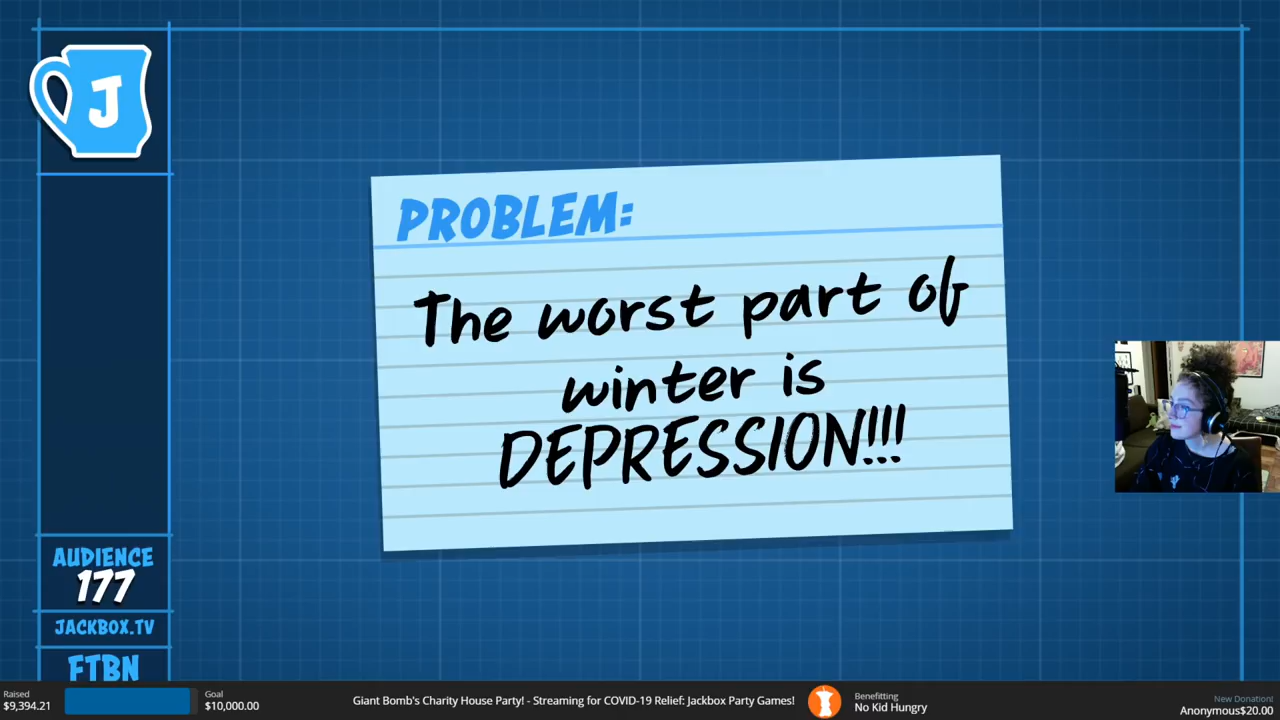 J
PROBLEM:
The worst part of
winter is
DEPRESSION!!!
AUDIENCE
177
JACKBOX.TV
FTBN
Raised
$9,394.21
Goal
$10,000.00
Giant Bomb's Charity House Party! - Streaming for COVID-19 Relief: Jackbox Party Games!
Benefitting
No Kid Hungry
New Donation!
Anonymous$20.00